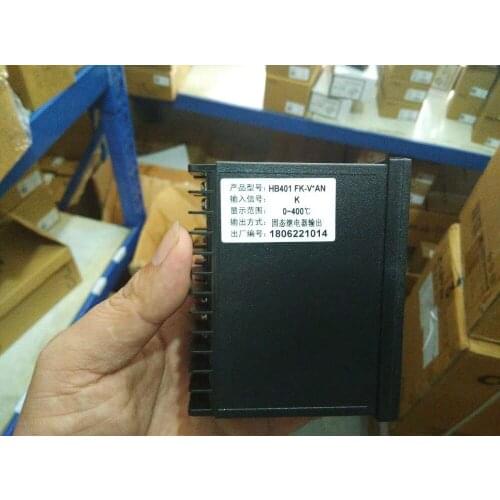 产品型号: HB401 FK-V*AN
输入信号: K
显示范围: 0~400℃
输出方式: 固态继电器输出
出厂编号: 1806221014